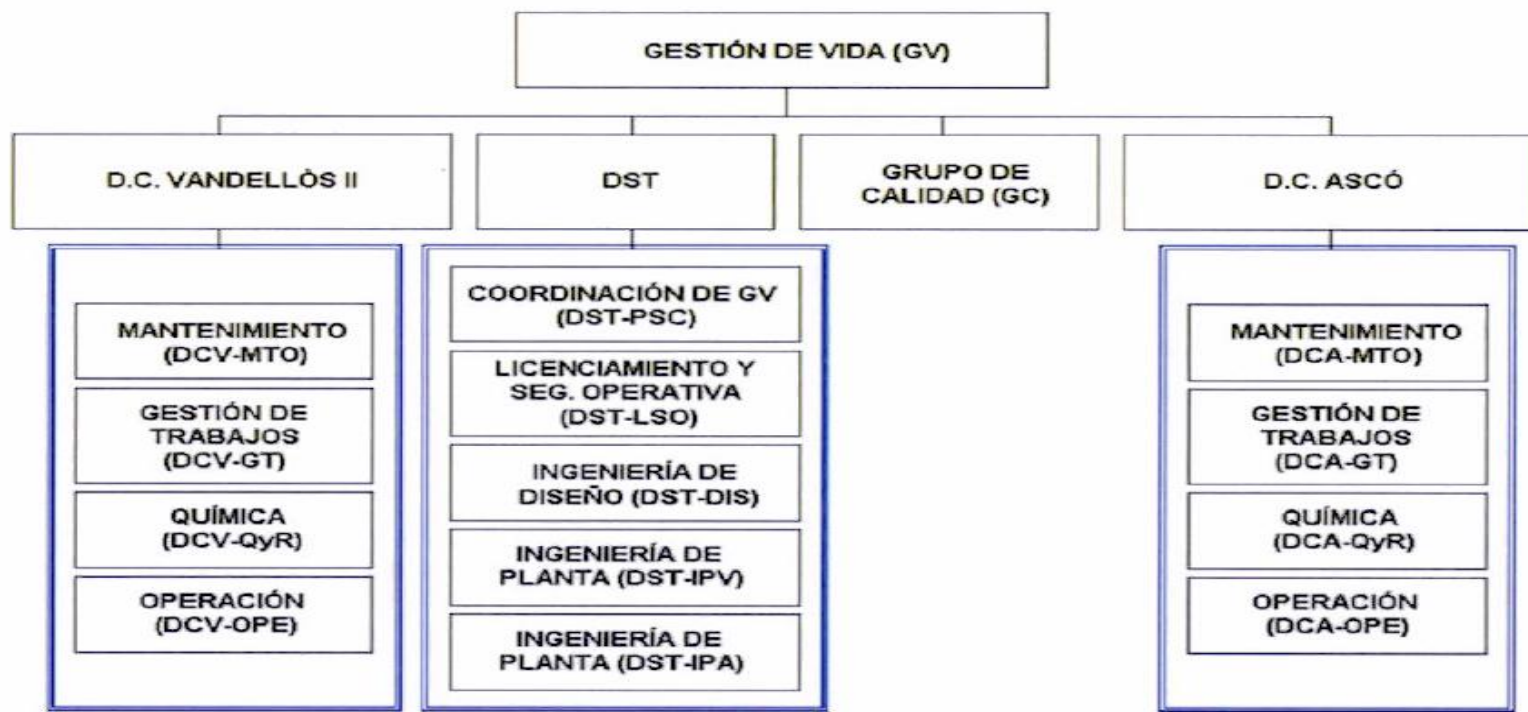 GESTIÓN DE VIDA (GV)
D.C. VANDELLÒS II
DST
GRUPO DE
CALIDAD (GC)
D.C. ASCÓ
MANTENIMIENTO
(DCV-MTO)
GESTIÓN DE
TRABAJOS
(DCV-GT)
QUÍMICA
(DCV-QyR)
OPERACIÓN
(DCV-OPE)
COORDINACIÓN DE GV
(DST-PSC)
LICENCIAMIENTO Y
SEG. OPERATIVA
(DST-LSO)
INGENIERÍA DE
DISEÑO (DST-DIS)
INGENIERÍA DE
PLANTA (DST-IPV)
INGENIERÍA DE
PLANTA (DST-IPA)
MANTENIMIENTO
(DCA-MTO)
GESTIÓN DE
TRABAJOS
(DCA-GT)
QUÍMICA
(DCA-QyR)
OPERACIÓN
(DCA-OPE)